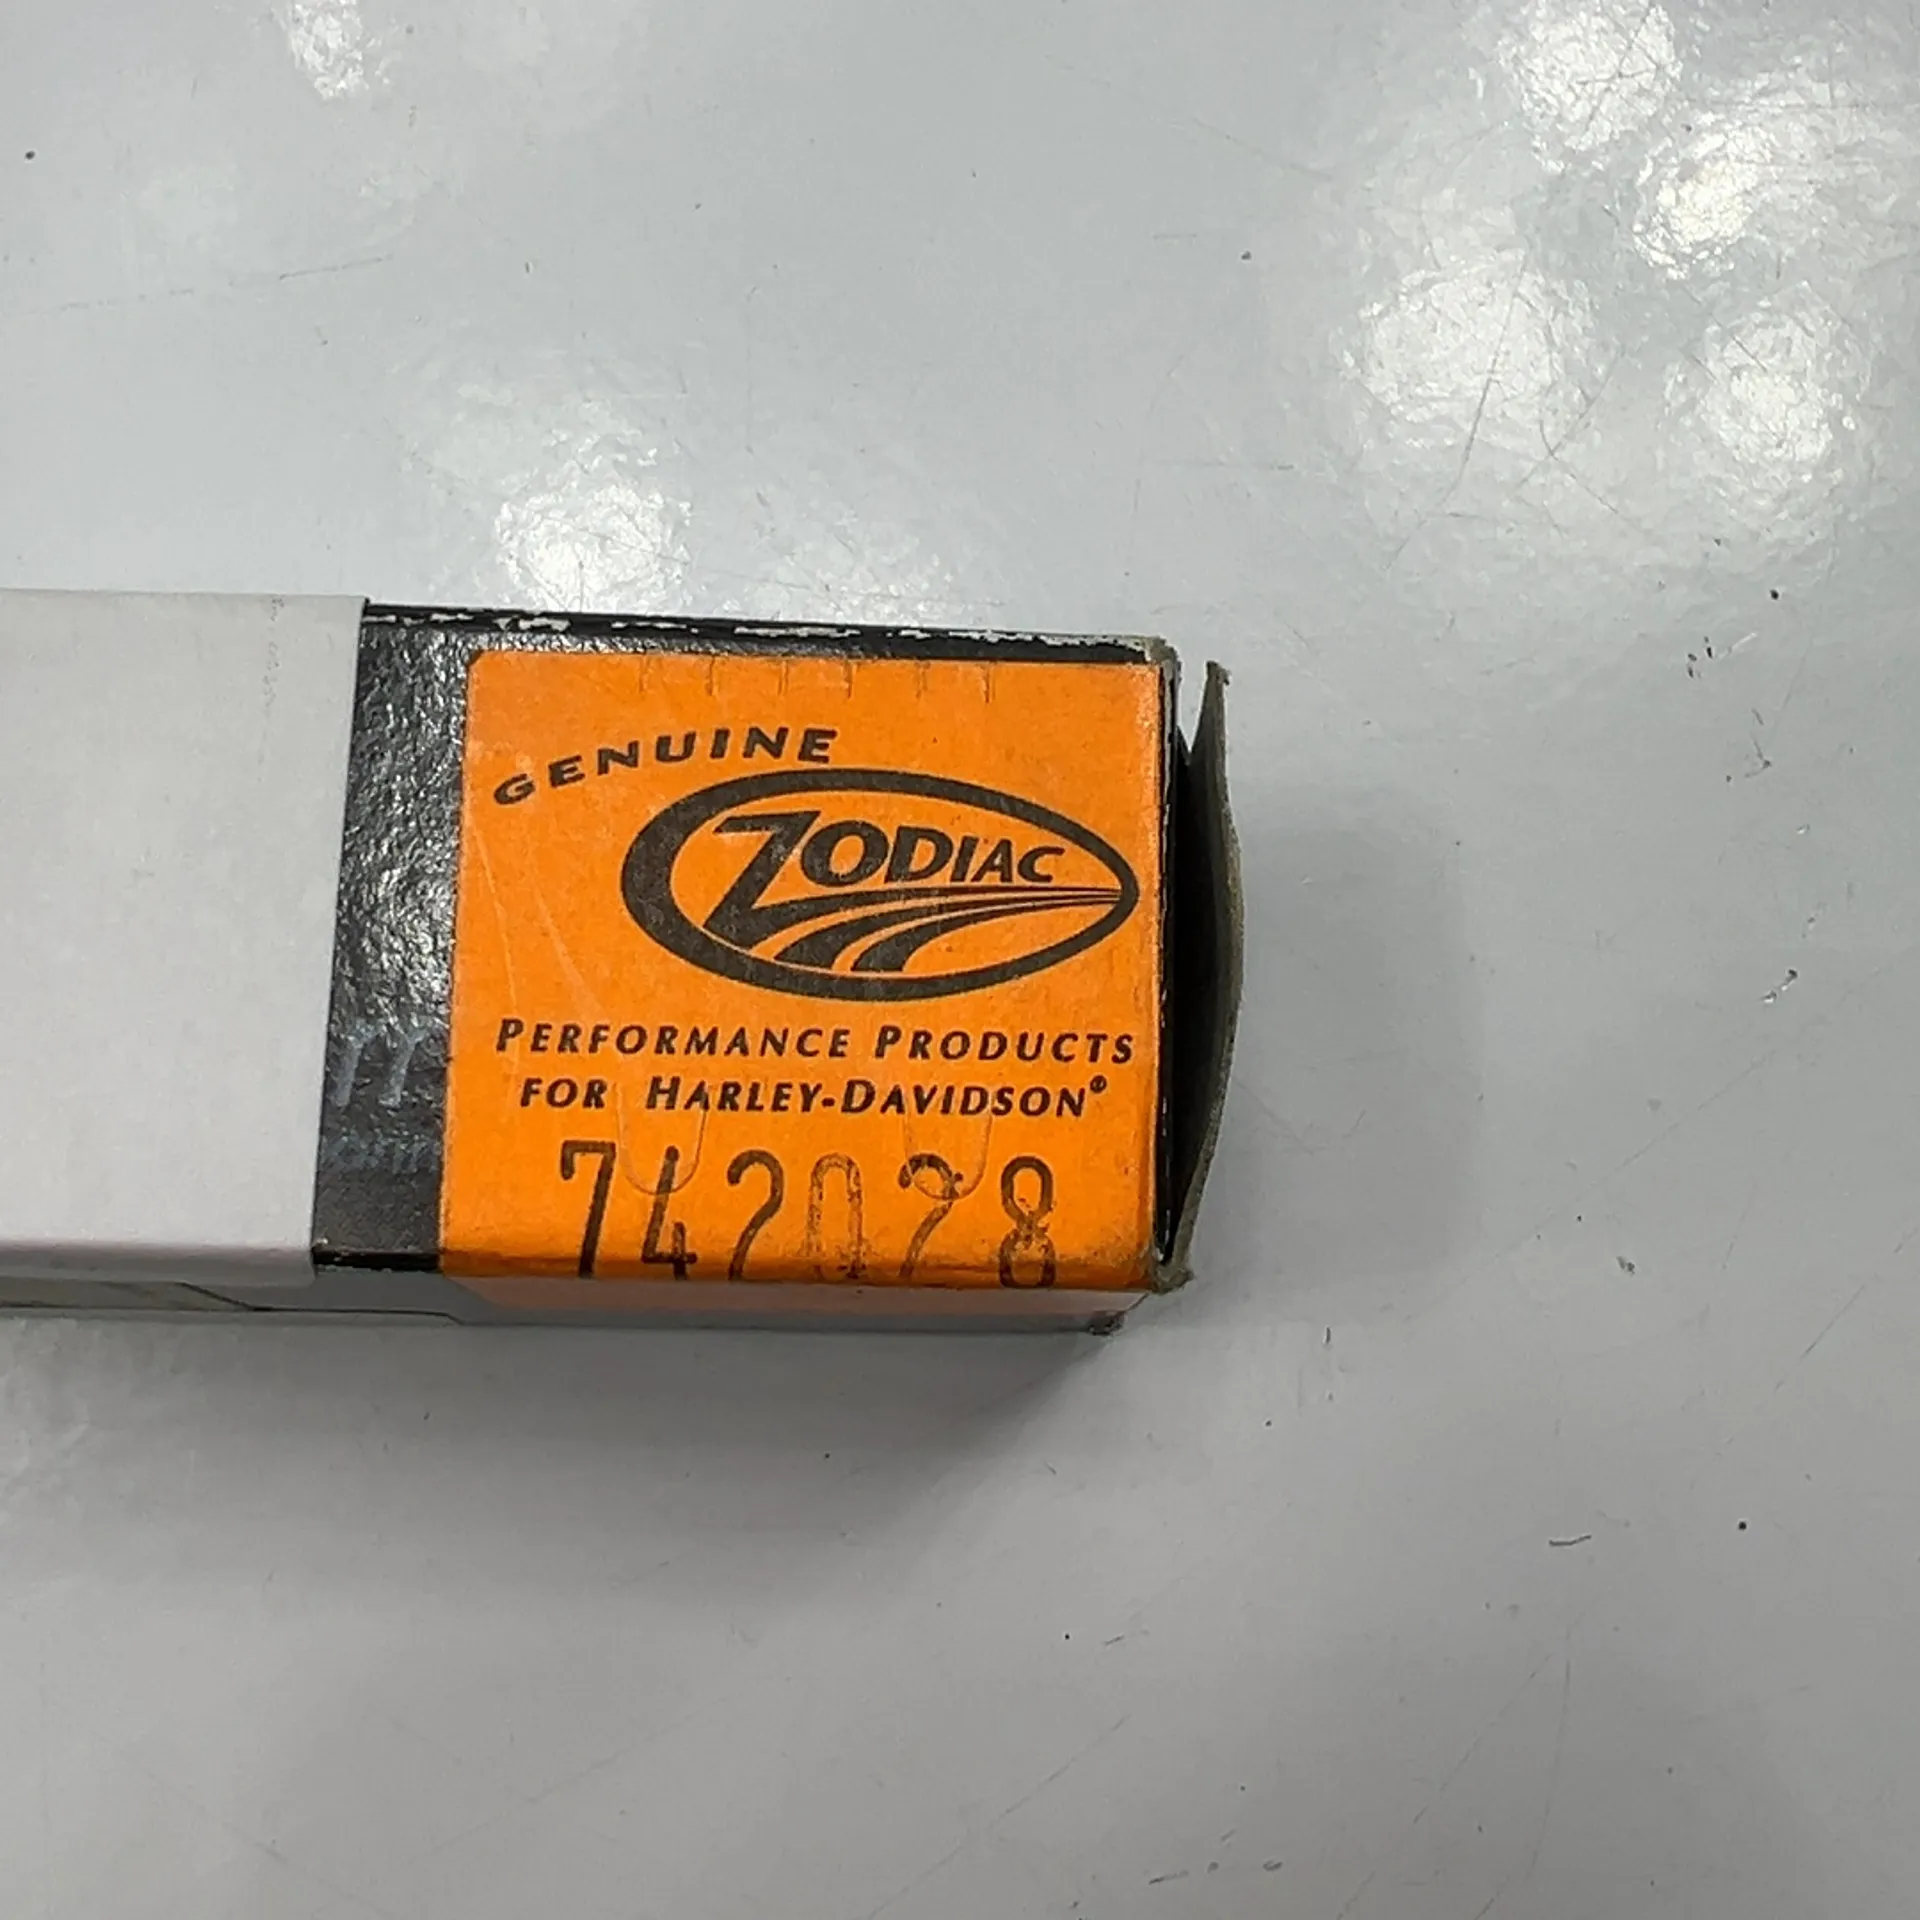 GENUINE
ZODIAC
PERFORMANCE PRODUCTS
FOR HARLEY-DAVIDSON®
742028